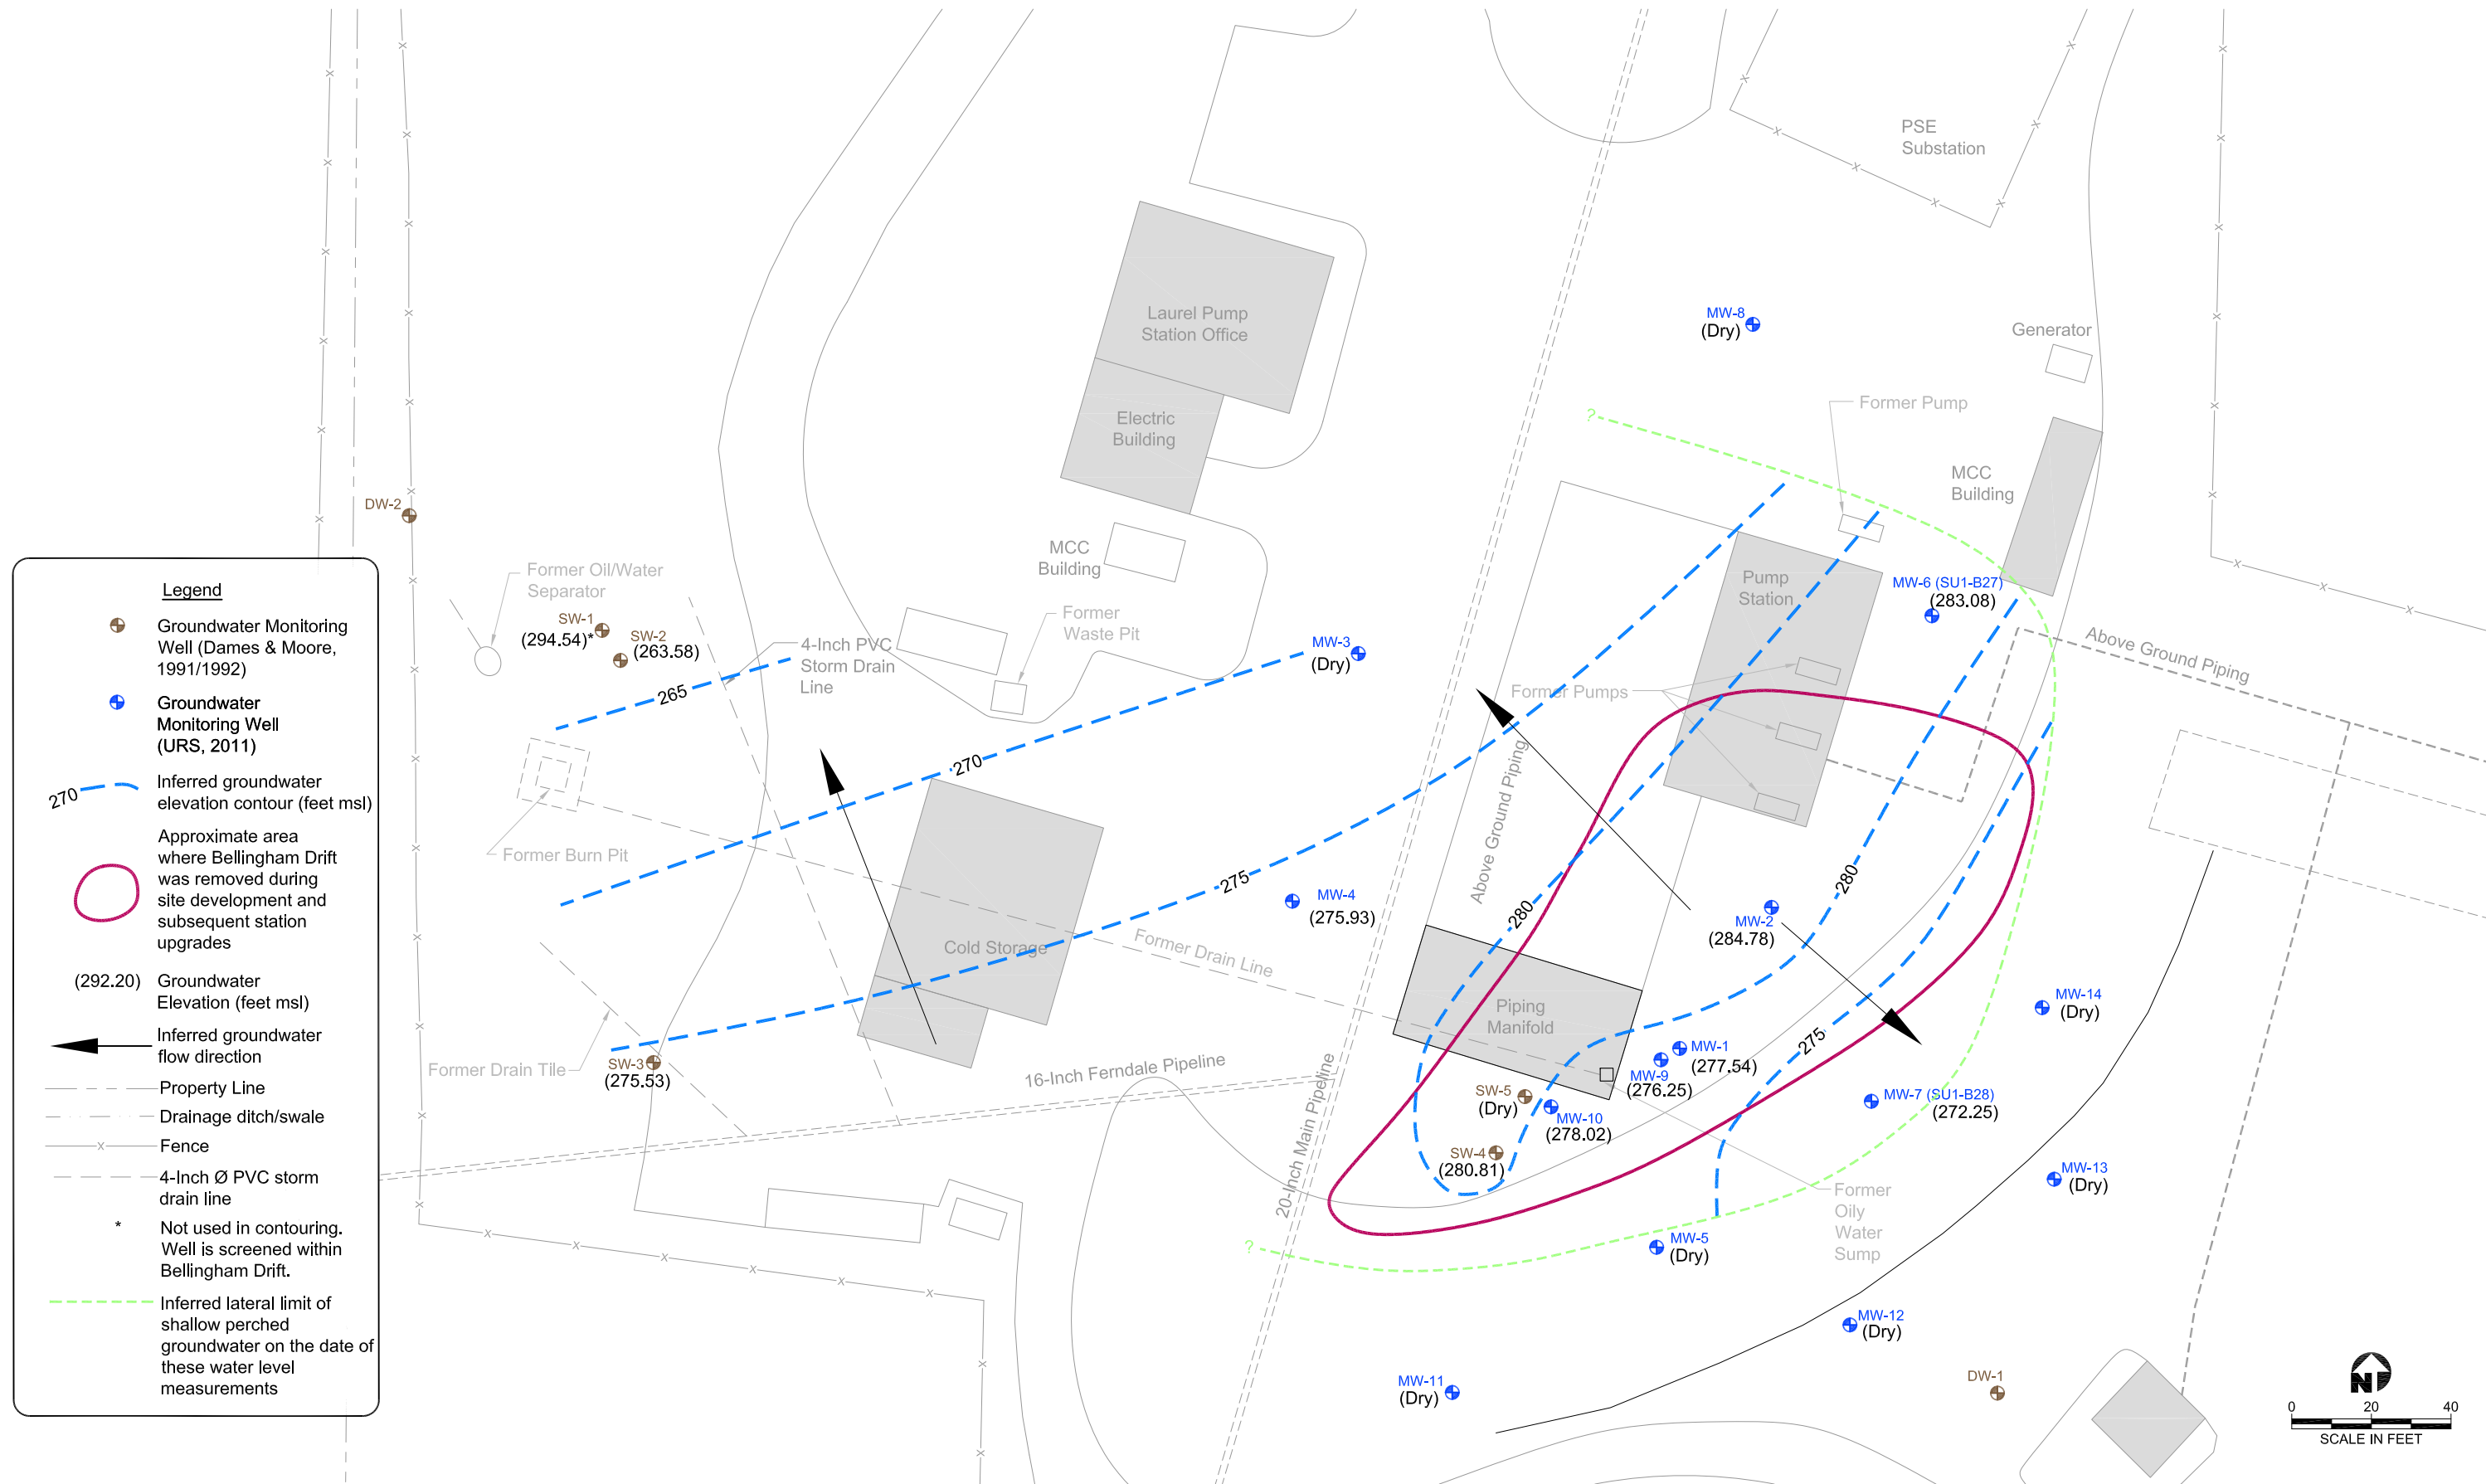 PSE
Substation
MW-8
(Dry)
Laurel Pump
Station Office
Generator
Former Pump
?
Electric
Building
MCC
Building
DW-2
MCC
Building
Former Oil/Water
Separator
Pump
Station
MW-6 (SU1-B27)
(283.08)
SW-1
(294.54)*
SW-2
(263.58)
Former
Waste Pit
4-Inch PVC
Storm Drain
Line
MW-3
(Dry)
Above Ground Piping
265
Former Pumps
270
Above Ground Piping
Former Burn Pit
275
280
280
MW-4
(275.93)
MW-2
(284.78)
Cold Storage
Former Drain Line
Piping
Manifold
MW-14
(Dry)
275
MW-1
(277.54)
MW-9
(276.25)
SW-3
(275.53)
Former Drain Tile
16-Inch Ferndale Pipeline
20-Inch Main Pipeline
SW-5
(Dry)
MW-10
(278.02)
MW-7 (SU1-B28)
(272.25)
SW-4
(280.81)
MW-13
(Dry)
Former
Oily
Water
Sump
?
MW-5
(Dry)
MW-12
(Dry)
MW-11
(Dry)
DW-1
Legend
Groundwater Monitoring
Well (Dames & Moore,
1991/1992)
Groundwater
Monitoring Well
(URS, 2011)
270
Inferred groundwater
elevation contour (feet msl)
Approximate area
where Bellingham Drift
was removed during
site development and
subsequent station
upgrades
(292.20) Groundwater
Elevation (feet msl)
Inferred groundwater
flow direction
Property Line
Drainage ditch/swale
x Fence
4-Inch Ø PVC storm
drain line
* Not used in contouring.
Well is screened within
Bellingham Drift.
Inferred lateral limit of
shallow perched
groundwater on the date of
these water level
measurements
N
0 20 40
SCALE IN FEET